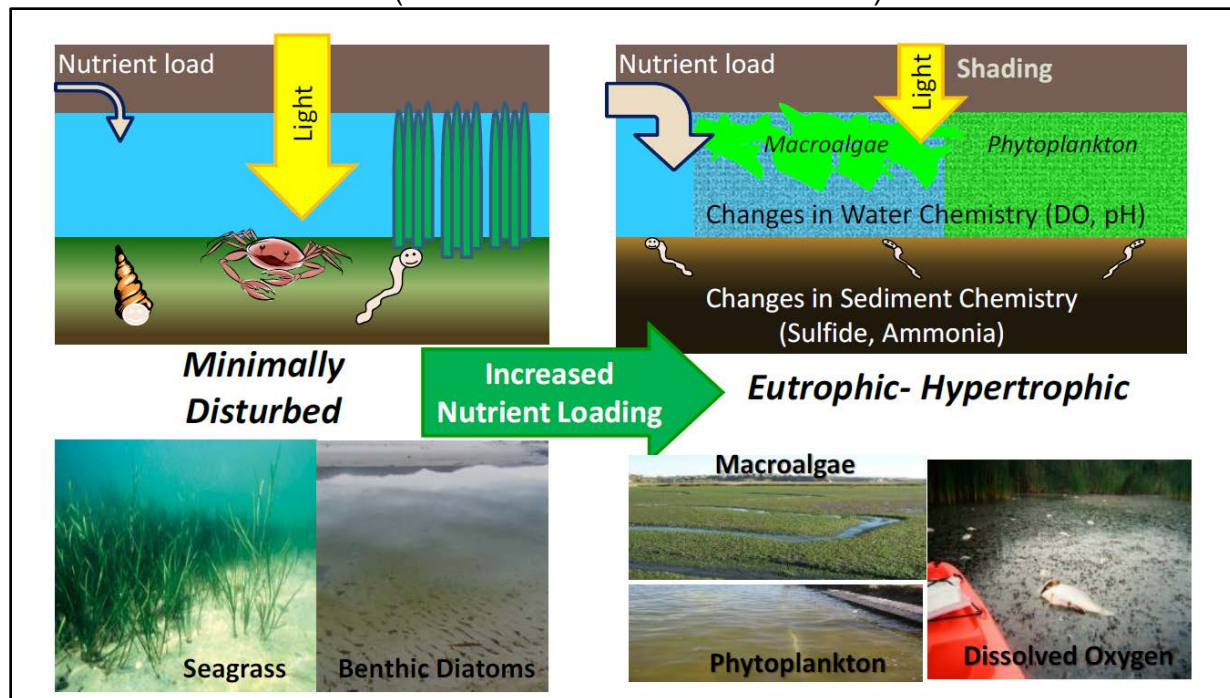 Nutrient load
Light
Nutrient load
Light
Shading
Macroalgae
Phytoplankton
Changes in Water Chemistry (DO, pH)
Changes in Sediment Chemistry
(Sulfide, Ammonia)
Minimally
Disturbed
Increased
Nutrient Loading
Eutrophic- Hypertrophic
Seagrass
Benthic Diatoms
Macroalgae
Phytoplankton
Dissolved Oxygen